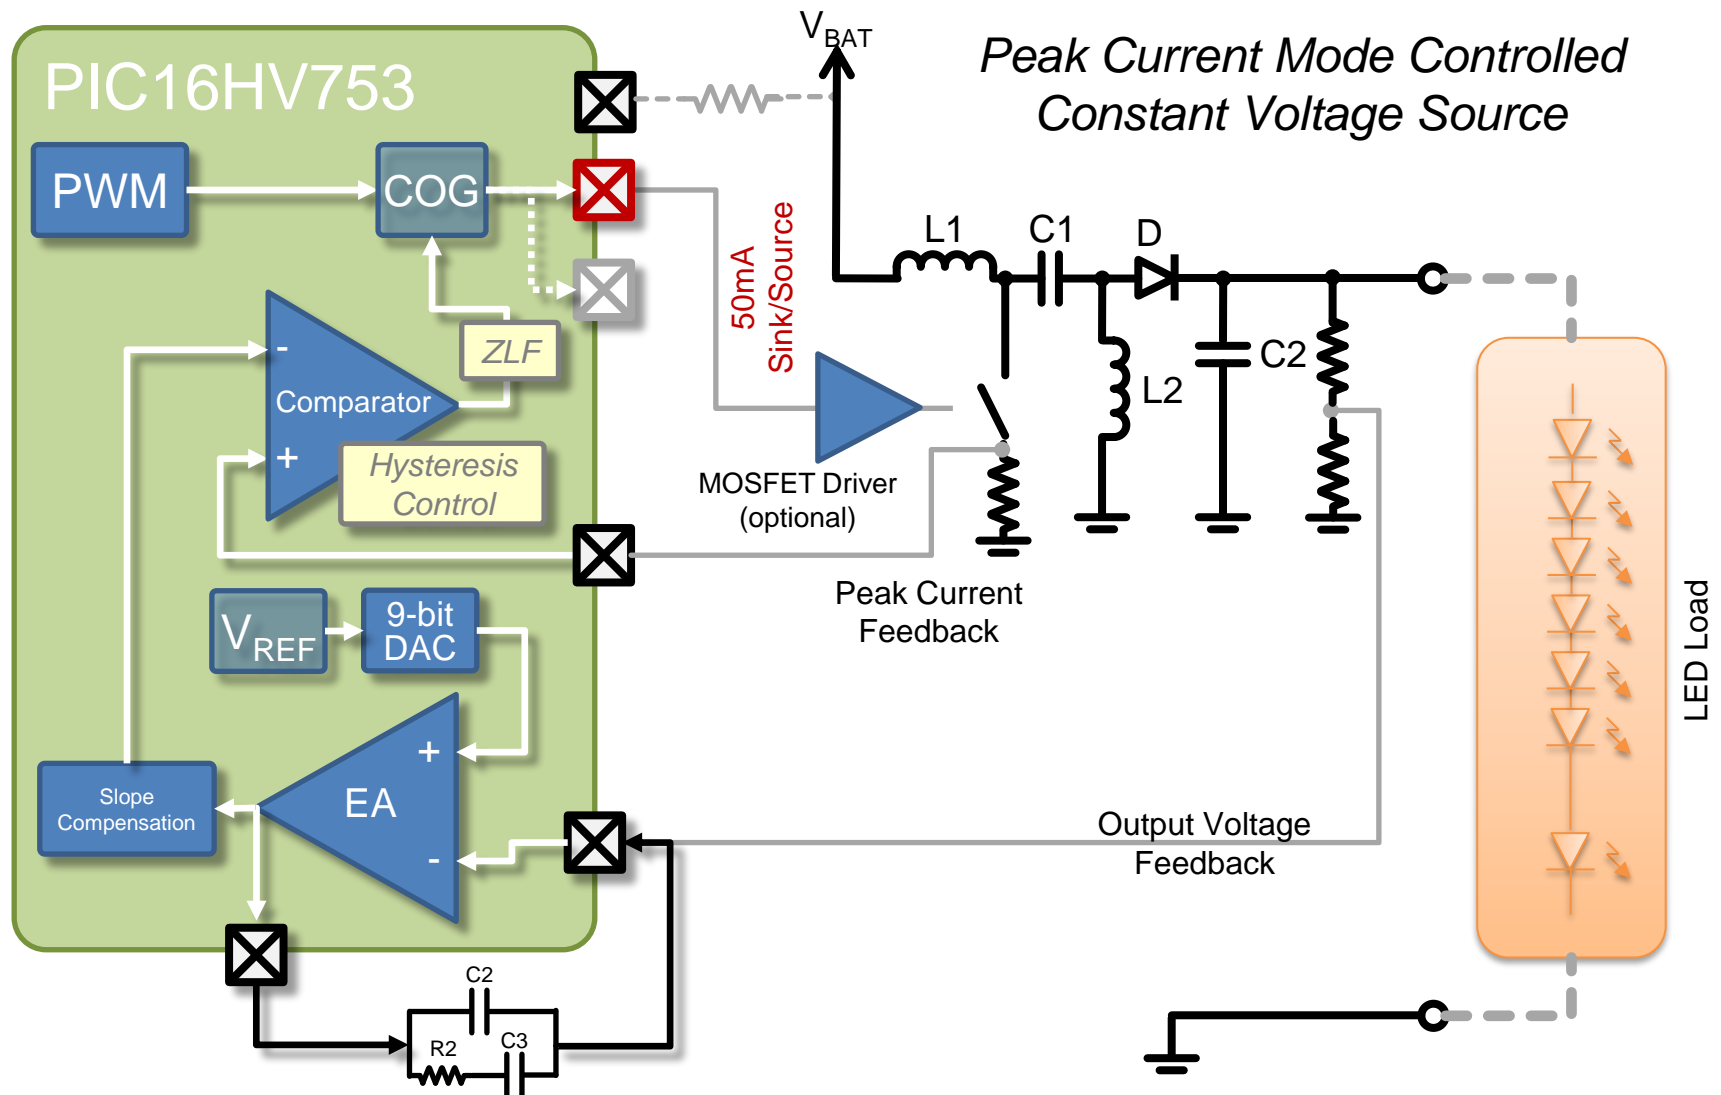 PIC16HV753
V_BAT
Peak Current Mode Controlled
Constant Voltage Source
PWM
COG
50mA
Sink/Source
L1
C1
D
ZLF
-
Comparator
+
Hysteresis
Control
L2
C2
MOSFET Driver
(optional)
Peak Current
Feedback
V_REF
9-bit
DAC
LED Load
+
EA
-
Slope
Compensation
Output Voltage
Feedback
C2
R2
C3